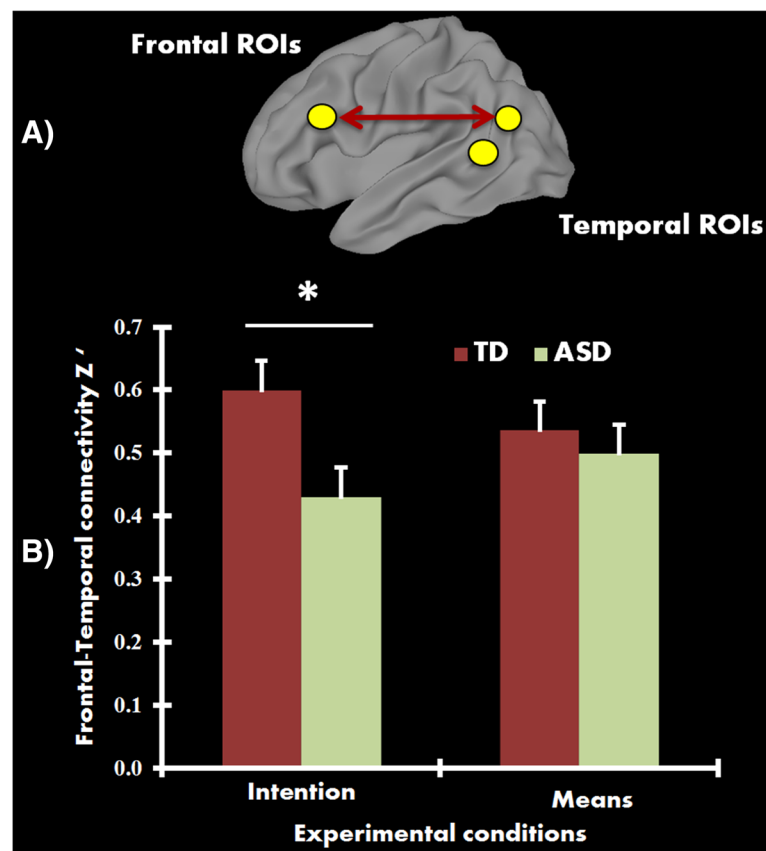 Frontal ROIs
A)
Temporal ROIs
*
B)
Frontal-Temporal connectivity Z ′
0.7
0.6
0.5
0.4
0.3
0.2
0.1
0.0
TD ASD
Intention
Means
Experimental conditions